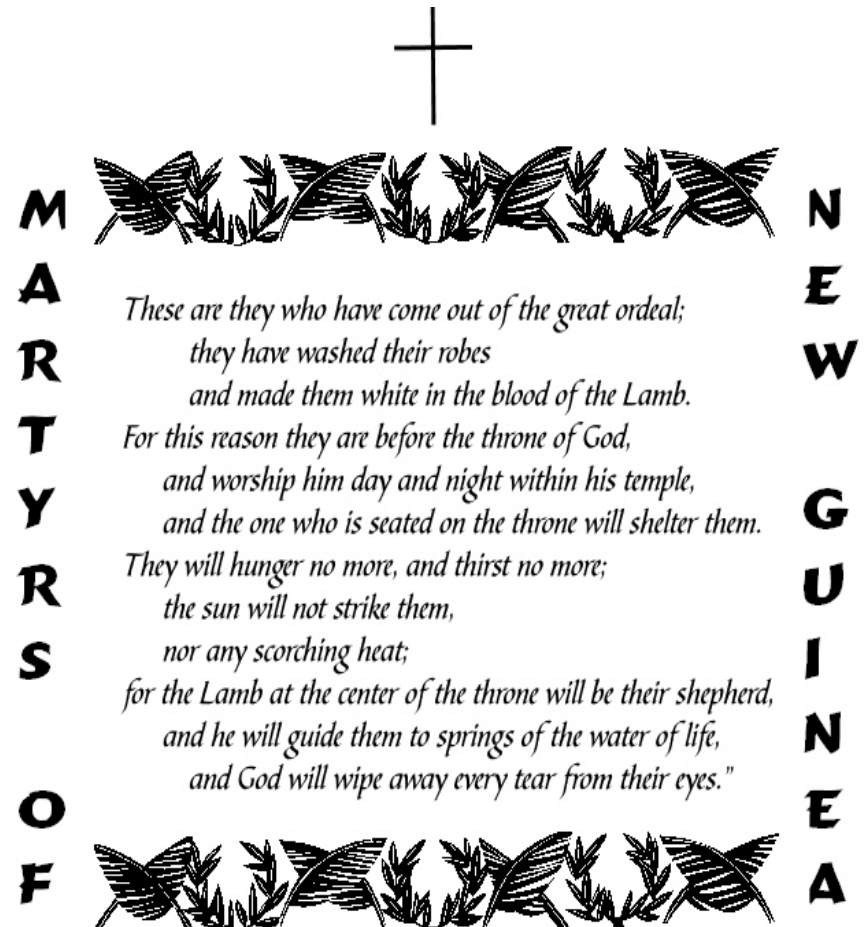 MARTYRS OF
These are they who have come out of the great ordeal;
they have washed their robes
and made them white in the blood of the Lamb.
For this reason they are before the throne of God,
and worship him day and night within his temple,
and the one who is seated on the throne will shelter them.
They will hunger no more, and thirst no more;
the sun will not strike them,
nor any scorching heat;
for the Lamb at the center of the throne will be their shepherd,
and he will guide them to springs of the water of life,
and God will wipe away every tear from their eyes.”
NEW GUINEA